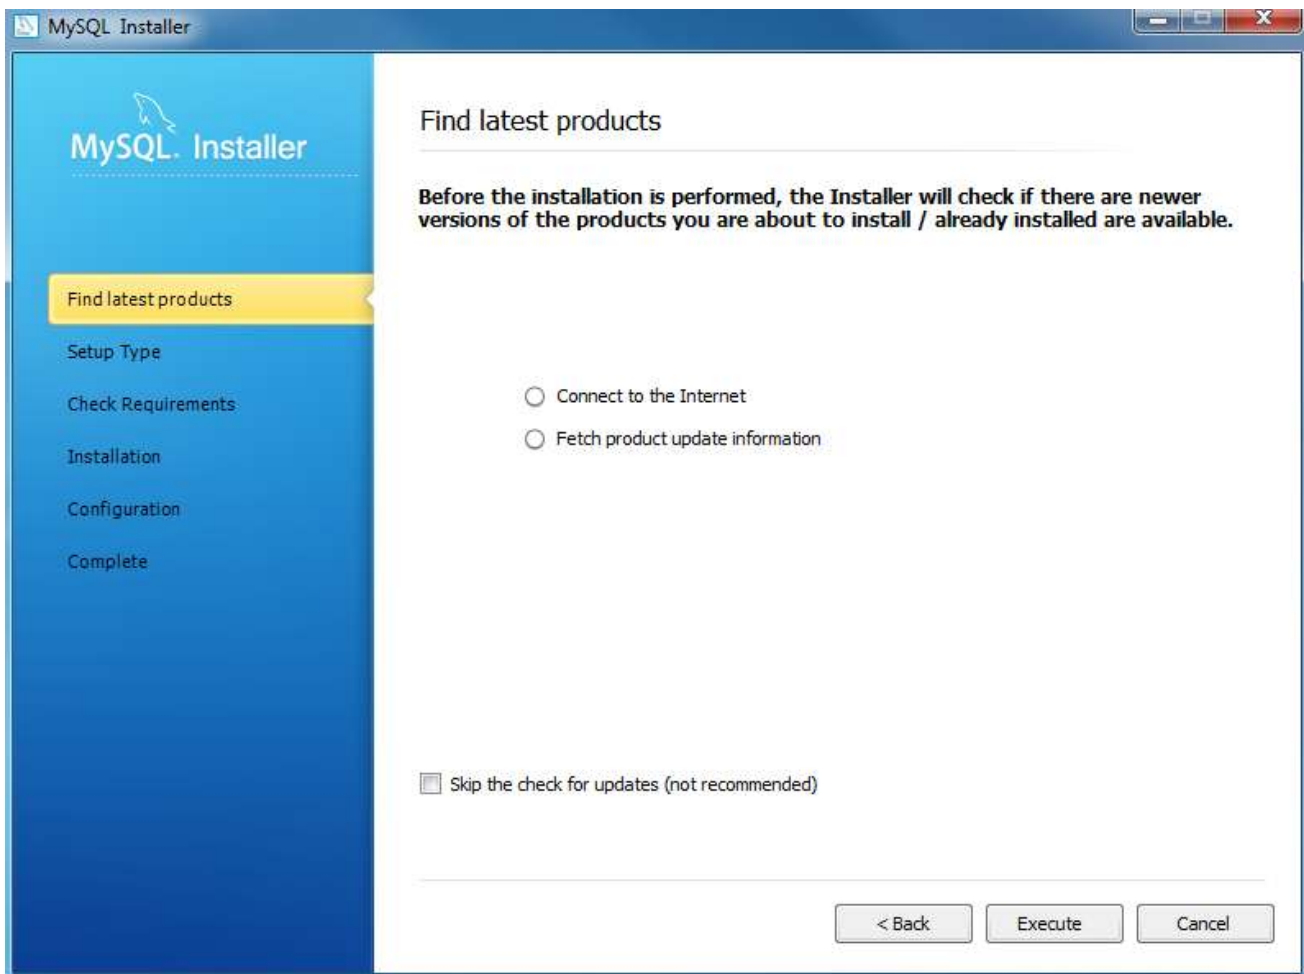 MySQL Installer
MySQL. Installer
Find latest products
Setup Type
Check Requirements
Installation
Configuration
Complete
Find latest products
Before the installation is performed, the Installer will check if there are newer
versions of the products you are about to install / already installed are available.
Connect to the Internet
Fetch product update information
Skip the check for updates (not recommended)
< Back
Execute
Cancel